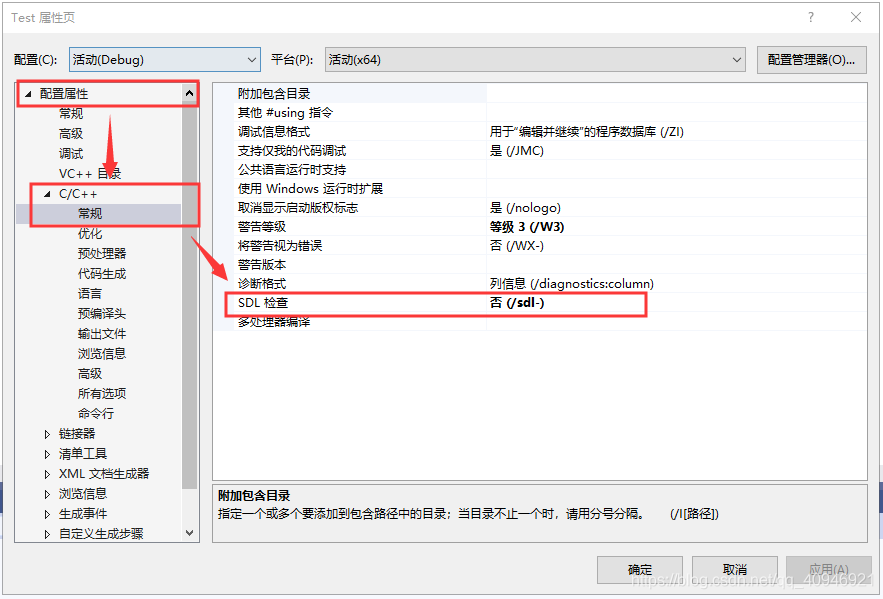 Test 属性页
配置(C): 活动(Debug) 平台(P): 活动(x64) 配置管理器(O)...
配置属性
常规
高级
调试
VC++ 目录
C/C++
常规
优化
预处理器
代码生成
语言
预编译头
输出文件
浏览信息
高级
所有选项
命令行
链接器
清单工具
XML 文档生成器
浏览信息
生成事件
自定义生成步骤
附加包含目录
其他 #using 指令
调试信息格式 用于“编辑并继续”的程序数据库 (/ZI)
支持仅我的代码调试 是 (/JMC)
公共语言运行时支持
使用 Windows 运行时扩展
取消显示启动版权标志 是 (/nologo)
警告等级 等级 3 (/W3)
将警告视为错误 否 (/WX-)
警告版本
诊断格式 列信息 (/diagnostics:column)
SDL 检查 否 (/sdl-)
多处理器编译
附加包含目录
指定一个或多个要添加到包含路径中的目录；当目录不止一个时，请用分号分隔。 (/I[路径])
确定 取消 应用(A)
https://blog.csdn.net/qq_40946921